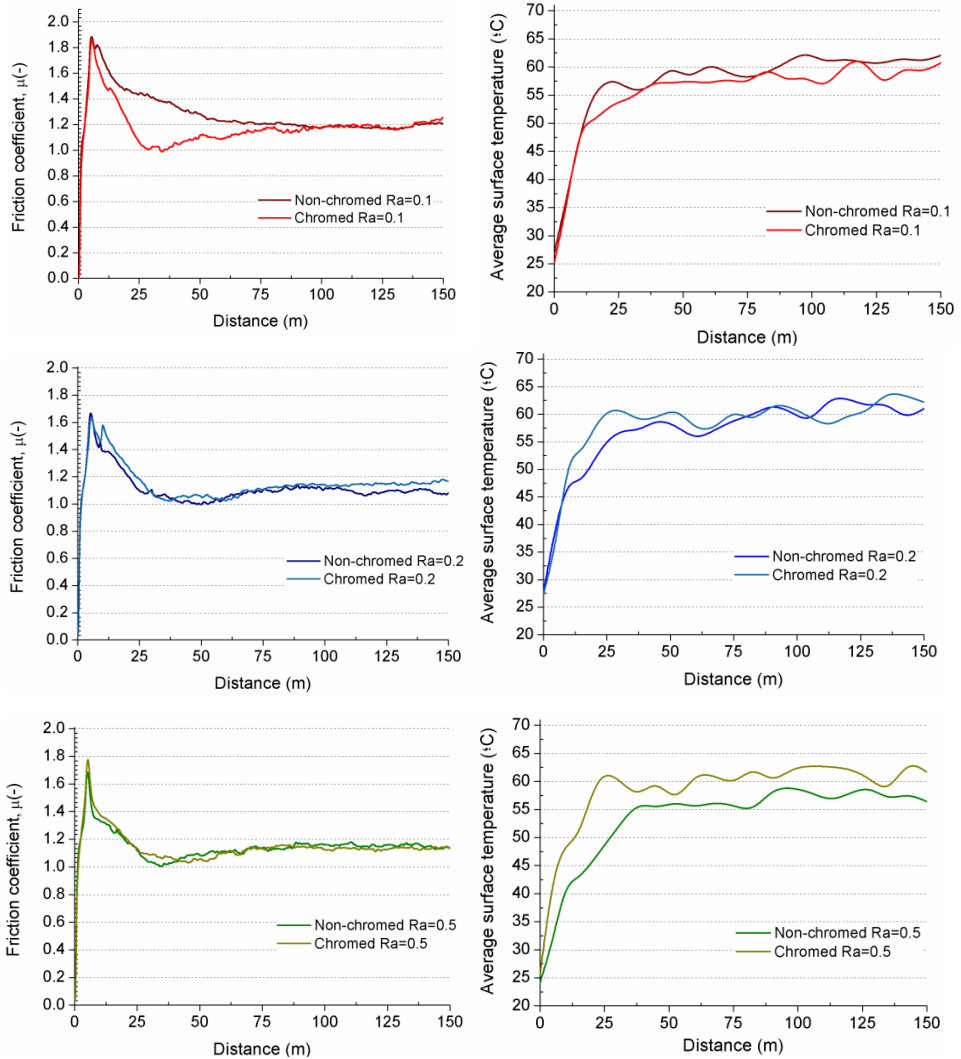 Friction coefficient, μ(-)
2.0
1.8
1.6
1.4
1.2
1.0
0.8
0.6
0.4
0.2
0.0
0 25 50 75 100 125 150
Distance (m)
Non-chromed Ra=0.1
Chromed Ra=0.1
Average surface temperature (°C)
70
65
60
55
50
45
40
35
30
25
20
0 25 50 75 100 125 150
Distance (m)
Non-chromed Ra=0.1
Chromed Ra=0.1
Friction coefficient, μ(-)
2.0
1.8
1.6
1.4
1.2
1.0
0.8
0.6
0.4
0.2
0.0
0 25 50 75 100 125 150
Distance (m)
Non-chromed Ra=0.2
Chromed Ra=0.2
Average surface temperature (°C)
70
65
60
55
50
45
40
35
30
25
20
0 25 50 75 100 125 150
Distance (m)
Non-chromed Ra=0.2
Chromed Ra=0.2
Friction coefficient, μ(-)
2.0
1.8
1.6
1.4
1.2
1.0
0.8
0.6
0.4
0.2
0.0
0 25 50 75 100 125 150
Distance (m)
Non-chromed Ra=0.5
Chromed Ra=0.5
Average surface temperature (°C)
70
65
60
55
50
45
40
35
30
25
20
0 25 50 75 100 125 150
Distance (m)
Non-chromed Ra=0.5
Chromed Ra=0.5